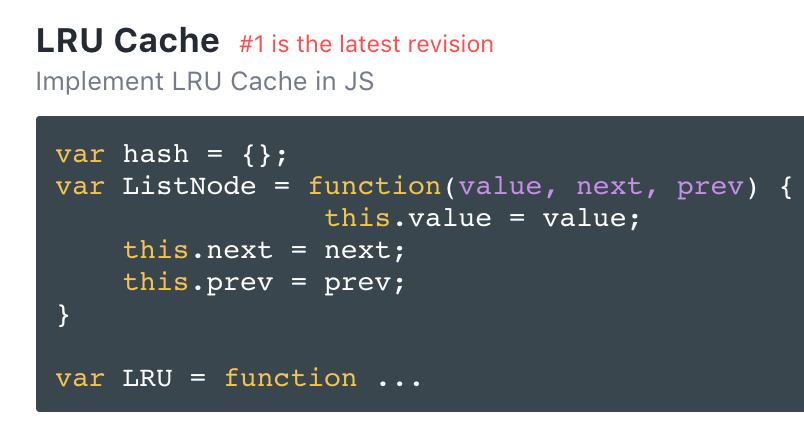 LRU Cache #1 is the latest revision
Implement LRU Cache in JS
var hash = {};
var ListNode = function(value, next, prev) {
                this.value = value;
    this.next = next;
    this.prev = prev;
}

var LRU = function ...